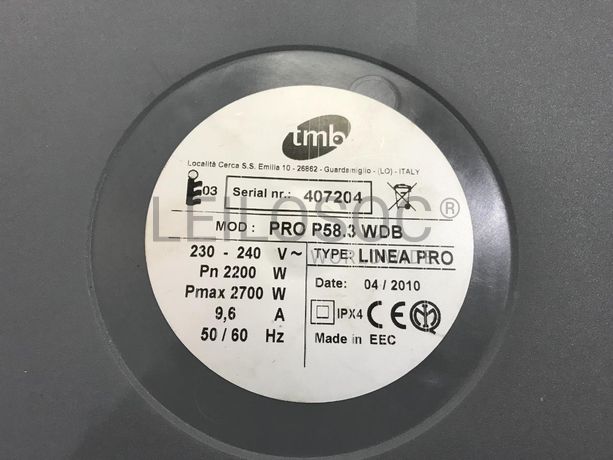 tmb
Località Cerca S.S. Emilia 10 - 26862 - Guardamiglio - (LO) - ITALY
E03 Serial nr.: 407204
LEILOSOC®
WORLDWIDE
MOD: PRO P58.3 WDB
230 - 240 V~ TYPE: LINEA PRO
Pn 2200 W Date: 04 / 2010
Pmax 2700 W
9,6 A IPX4 CE
50 / 60 Hz Made in EEC